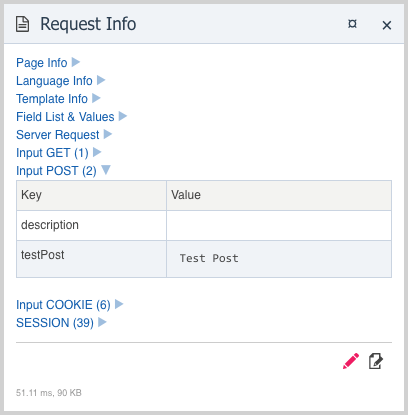 Request Info
Page Info
Language Info
Template Info
Field List & Values
Server Request
Input GET (1)
Input POST (2)
Key Value
description
testPost Test Post
Input COOKIE (6)
SESSION (39)
51.11 ms, 90 KB